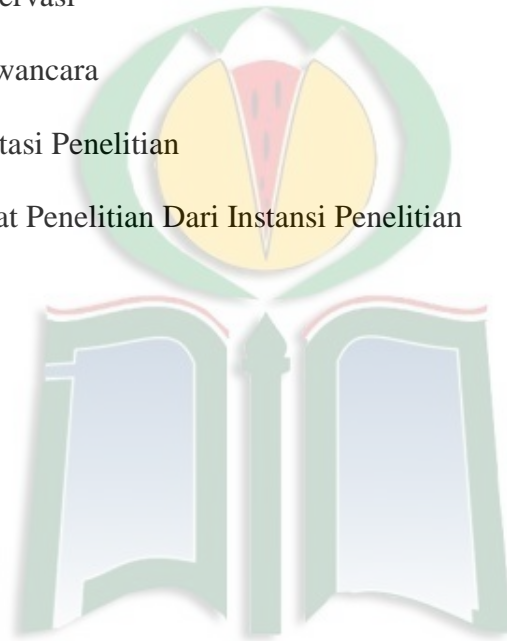 ervasi
wancara
tasi Penelitian
at Penelitian Dari Instansi Penelitian